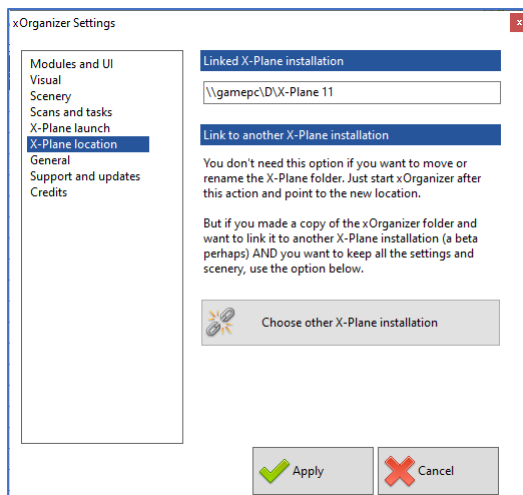 xOrganizer Settings
x
Modules and UI
Visual
Scenery
Scans and tasks
X-Plane launch
X-Plane location
General
Support and updates
Credits
Linked X-Plane installation
\\gamepc\D\X-Plane 11
Link to another X-Plane installation
You don't need this option if you want to move or
rename the X-Plane folder. Just start xOrganizer after
this action and point to the new location.
But if you made a copy of the xOrganizer folder and
want to link it to another X-Plane installation (a beta
perhaps) AND you want to keep all the settings and
scenery, use the option below.
Choose other X-Plane installation
Apply
Cancel